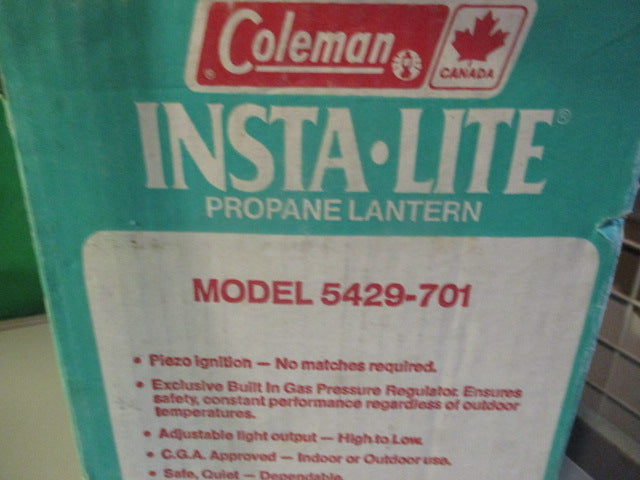 Coleman
CANADA
INSTA•LITE®
PROPANE LANTERN
MODEL 5429-701
• Piezo Ignition — No matches required.
• Exclusive Built In Gas Pressure Regulator. Ensures
safety, constant performance regardless of outdoor
temperatures.
• Adjustable light output — High to Low.
• C.G.A. Approved — Indoor or Outdoor use.
• Safe, Quiet — Dependable.